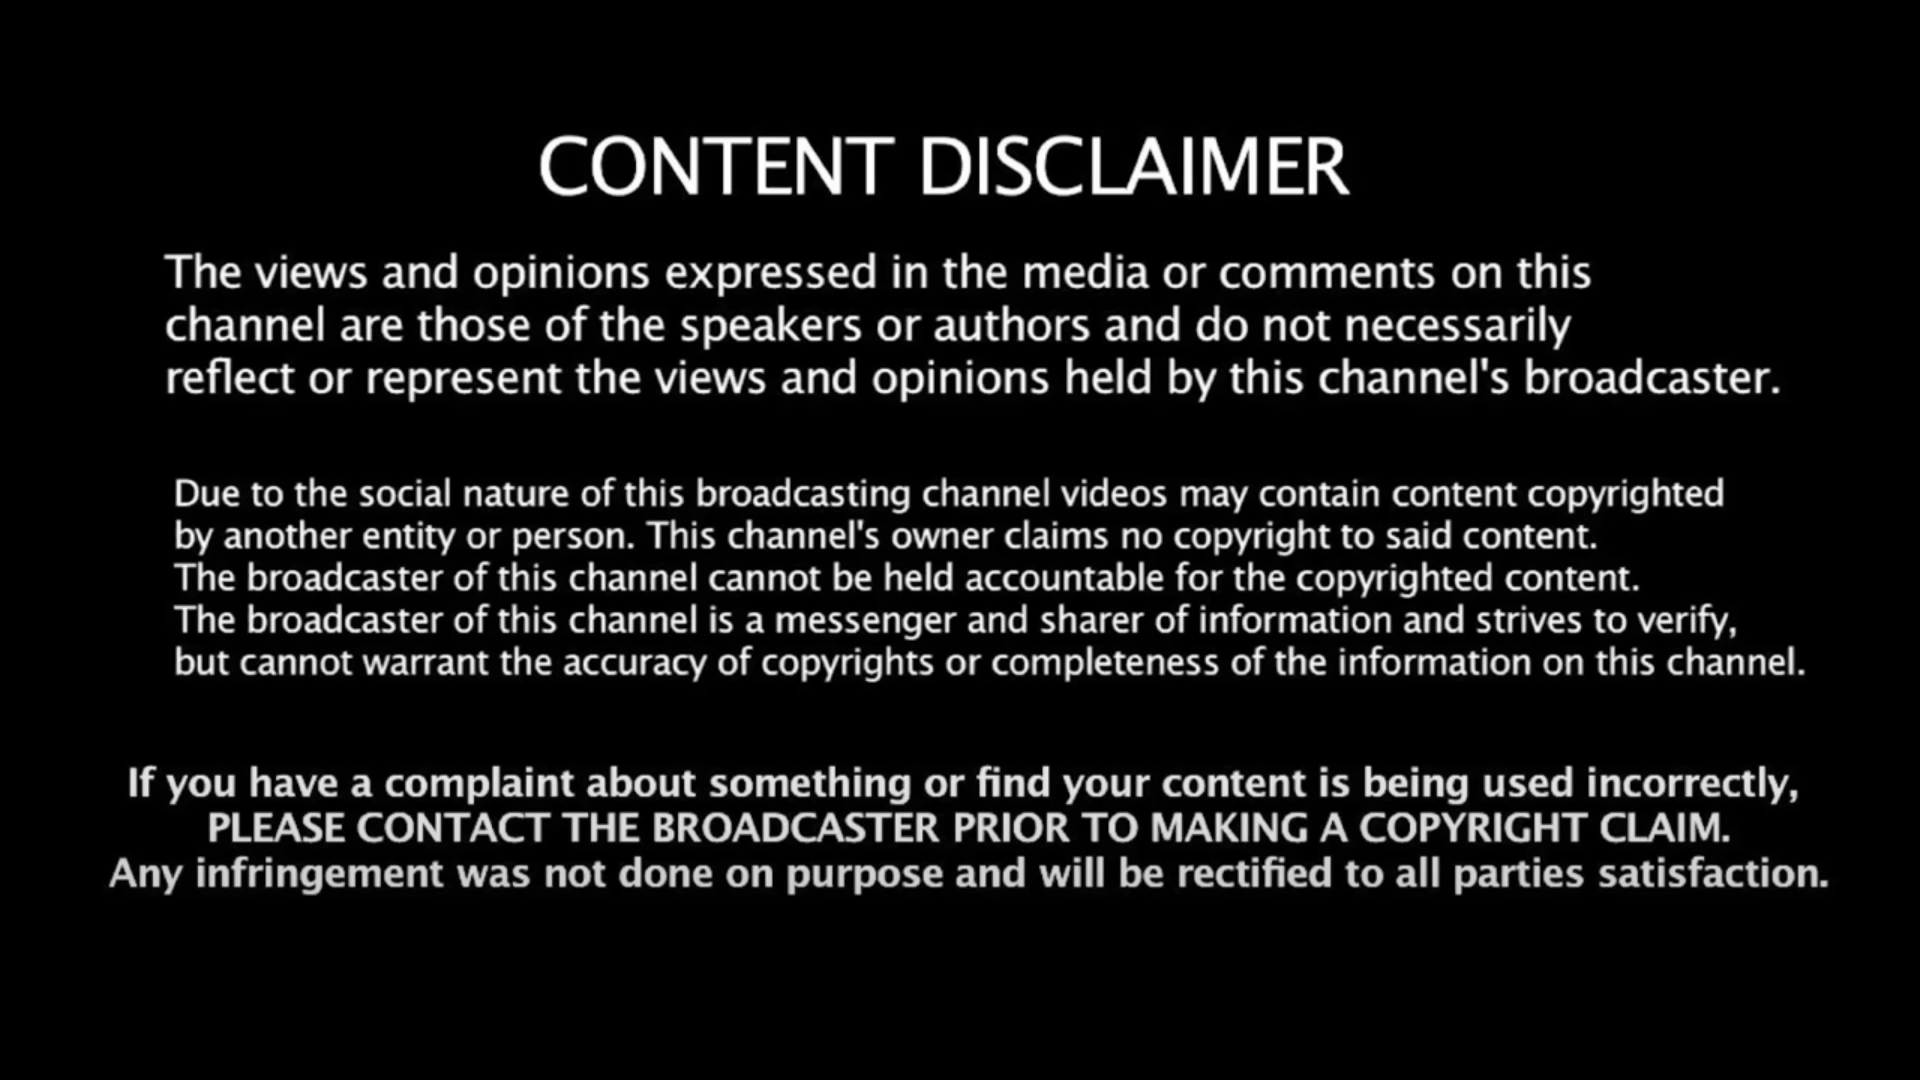 CONTENT DISCLAIMER
The views and opinions expressed in the media or comments on this
channel are those of the speakers or authors and do not necessarily
reflect or represent the views and opinions held by this channel's broadcaster.
Due to the social nature of this broadcasting channel videos may contain content copyrighted
by another entity or person. This channel's owner claims no copyright to said content.
The broadcaster of this channel cannot be held accountable for the copyrighted content.
The broadcaster of this channel is a messenger and sharer of information and strives to verify,
but cannot warrant the accuracy of copyrights or completeness of the information on this channel.
If you have a complaint about something or find your content is being used incorrectly,
PLEASE CONTACT THE BROADCASTER PRIOR TO MAKING A COPYRIGHT CLAIM.
Any infringement was not done on purpose and will be rectified to all parties satisfaction.